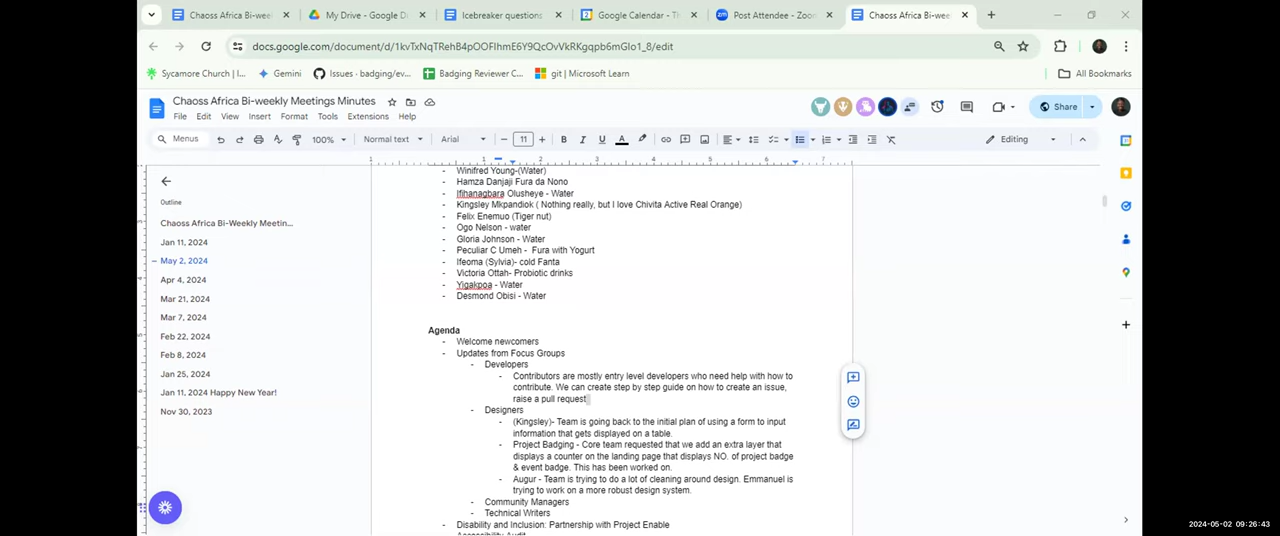 Chaoss Africa Bi-wee
My Drive - Google D
Icebreaker questions
Google Calendar - T
Post Attendee - Zoo
Chaoss Africa Bi-wee
docs.google.com/document/d/1kvTxNqTRehB4pOOFIhmE6Y9QcOvVkRKgqpb6mGIo1_8/edit
Sycamore Church | I...
Gemini
Issues · badging/ev...
Badging Reviewer C...
git | Microsoft Learn
All Bookmarks
Chaoss Africa Bi-weekly Meetings Minutes
File Edit View Insert Format Tools Extensions Help
Share
Menus
100%
Normal text
Arial
11
Editing
1 1 2 3 4 5 6 7
Outline
Chaoss Africa Bi-Weekly Meetin...
Jan 11, 2024
May 2, 2024
Apr 4, 2024
Mar 21, 2024
Mar 7, 2024
Feb 22, 2024
Feb 8, 2024
Jan 25, 2024
Jan 11, 2024 Happy New Year!
Nov 30, 2023
- Winifred Young-(Water)
- Hamza Danjaji Fura da Nono
- Ifihanagbara Olusheye - Water
- Kingsley Mkpandiok ( Nothing really, but I love Chivita Active Real Orange)
- Felix Enemuo (Tiger nut)
- Ogo Nelson - water
- Gloria Johnson - Water
- Peculiar C Umeh - Fura with Yogurt
- Ifeoma (Sylvia)- cold Fanta
- Victoria Ottah- Probiotic drinks
- Yigakpoa - Water
- Desmond Obisi - Water
Agenda
- Welcome newcomers
- Updates from Focus Groups
- Developers
- Contributors are mostly entry level developers who need help with how to
contribute. We can create step by step guide on how to create an issue,
raise a pull request
- Designers
- (Kingsley)- Team is going back to the initial plan of using a form to input
information that gets displayed on a table.
- Project Badging - Core team requested that we add an extra layer that
displays a counter on the landing page that displays NO. of project badge
& event badge. This has been worked on.
- Augur - Team is trying to do a lot of cleaning around design. Emmanuel is
trying to work on a more robust design system.
- Community Managers
- Technical Writers
- Disability and Inclusion: Partnership with Project Enable
- Accessibility Audit
2024-05-02 09:26:43